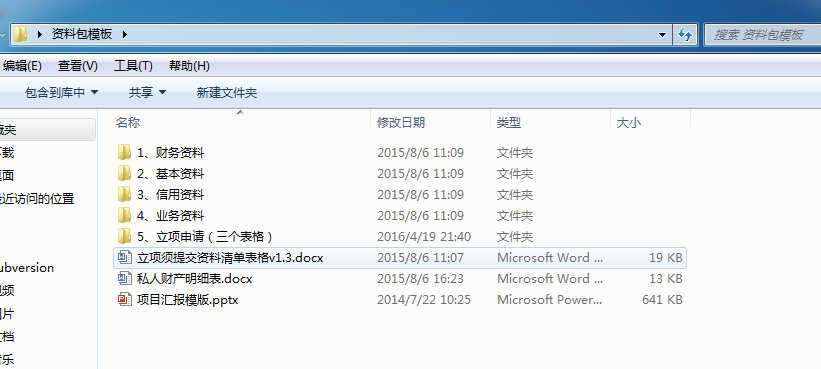 资料包模板
搜索 资料包模板
编辑(E) 查看(V) 工具(T) 帮助(H)
包含到库中 共享 新建文件夹
名称 修改日期 类型 大小
1、财务资料 2015/8/6 11:09 文件夹
2、基本资料 2015/8/6 11:09 文件夹
3、信用资料 2015/8/6 11:09 文件夹
4、业务资料 2015/8/6 11:09 文件夹
5、立项申请（三个表格） 2016/4/19 21:40 文件夹
立项须提交资料清单表格v1.3.docx 2015/8/6 11:07 Microsoft Word ... 19 KB
私人财产明细表.docx 2015/8/6 16:23 Microsoft Word ... 13 KB
项目汇报模版.pptx 2014/7/22 10:25 Microsoft Power... 641 KB
夹
载
面
近访问的位置
ubversion
频
片
文档
乐